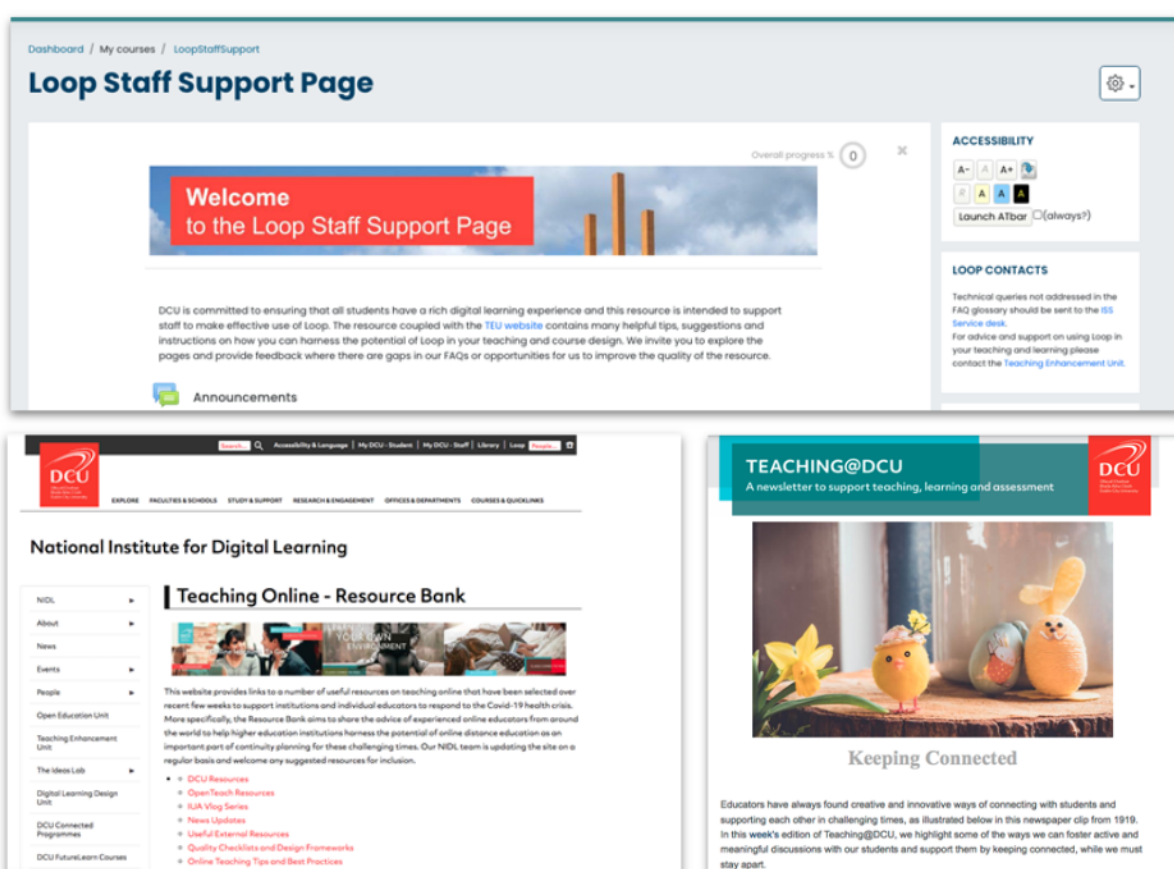 Dashboard / My courses / LoopStaffSupport
Loop Staff Support Page
Overall progress % 0
Welcome
to the Loop Staff Support Page
DCU is committed to ensuring that all students have a rich digital learning experience and this resource is intended to support
staff to make effective use of Loop. The resource coupled with the TEU website contains many helpful tips, suggestions and
instructions on how you can harness the potential of Loop in your teaching and course design. We invite you to explore the
pages and provide feedback where there are gaps in our FAQs or opportunities for us to improve the quality of the resource.
Announcements
ACCESSIBILITY
A- A A+
R A A A
Launch ATbar (always?)
LOOP CONTACTS
Technical queries not addressed in the
FAQ glossary should be sent to the ISS
Service desk.
For advice and support on using Loop in
your teaching and learning please
contact the Teaching Enhancement Unit.
Search... Accessibility & Language | My DCU - Student | My DCU - Staff | Library | Loop People...
DCU
EXPLORE FACULTIES & SCHOOLS STUDY & SUPPORT RESEARCH & ENGAGEMENT OFFICES & DEPARTMENTS COURSES & QUICKLINKS
National Institute for Digital Learning
NIDL
About
News
Events
People
Open Education Unit
Teaching Enhancement
Unit
The Ideas Lab
Digital Learning Design
Unit
DCU Connected
Programmes
DCU FutureLearn Courses
Teaching Online - Resource Bank
YOUR OWN
ENVIRONMENT
This website provides links to a number of useful resources on teaching online that have been selected over
recent few weeks to support institutions and individual educators to respond to the Covid-19 health crisis.
More specifically, the Resource Bank aims to share the advice of experienced online educators from around
the world to help higher education institutions harness the potential of online distance education as an
important part of continuity planning for these challenging times. Our NIDL team is updating the site on a
regular basis and welcome any suggested resources for inclusion.
DCU Resources
OpenTeach Resources
IUA Vlog Series
News Updates
Useful External Resources
Quality Checklists and Design Frameworks
Online Teaching Tips and Best Practices
TEACHING@DCU
A newsletter to support teaching, learning and assessment
DCU
Keeping Connected
Educators have always found creative and innovative ways of connecting with students and
supporting each other in challenging times, as illustrated below in this newspaper clip from 1919.
In this week's edition of Teaching@DCU, we highlight some of the ways we can foster active and
meaningful discussions with our students and support them by keeping connected, while we must
stay apart.